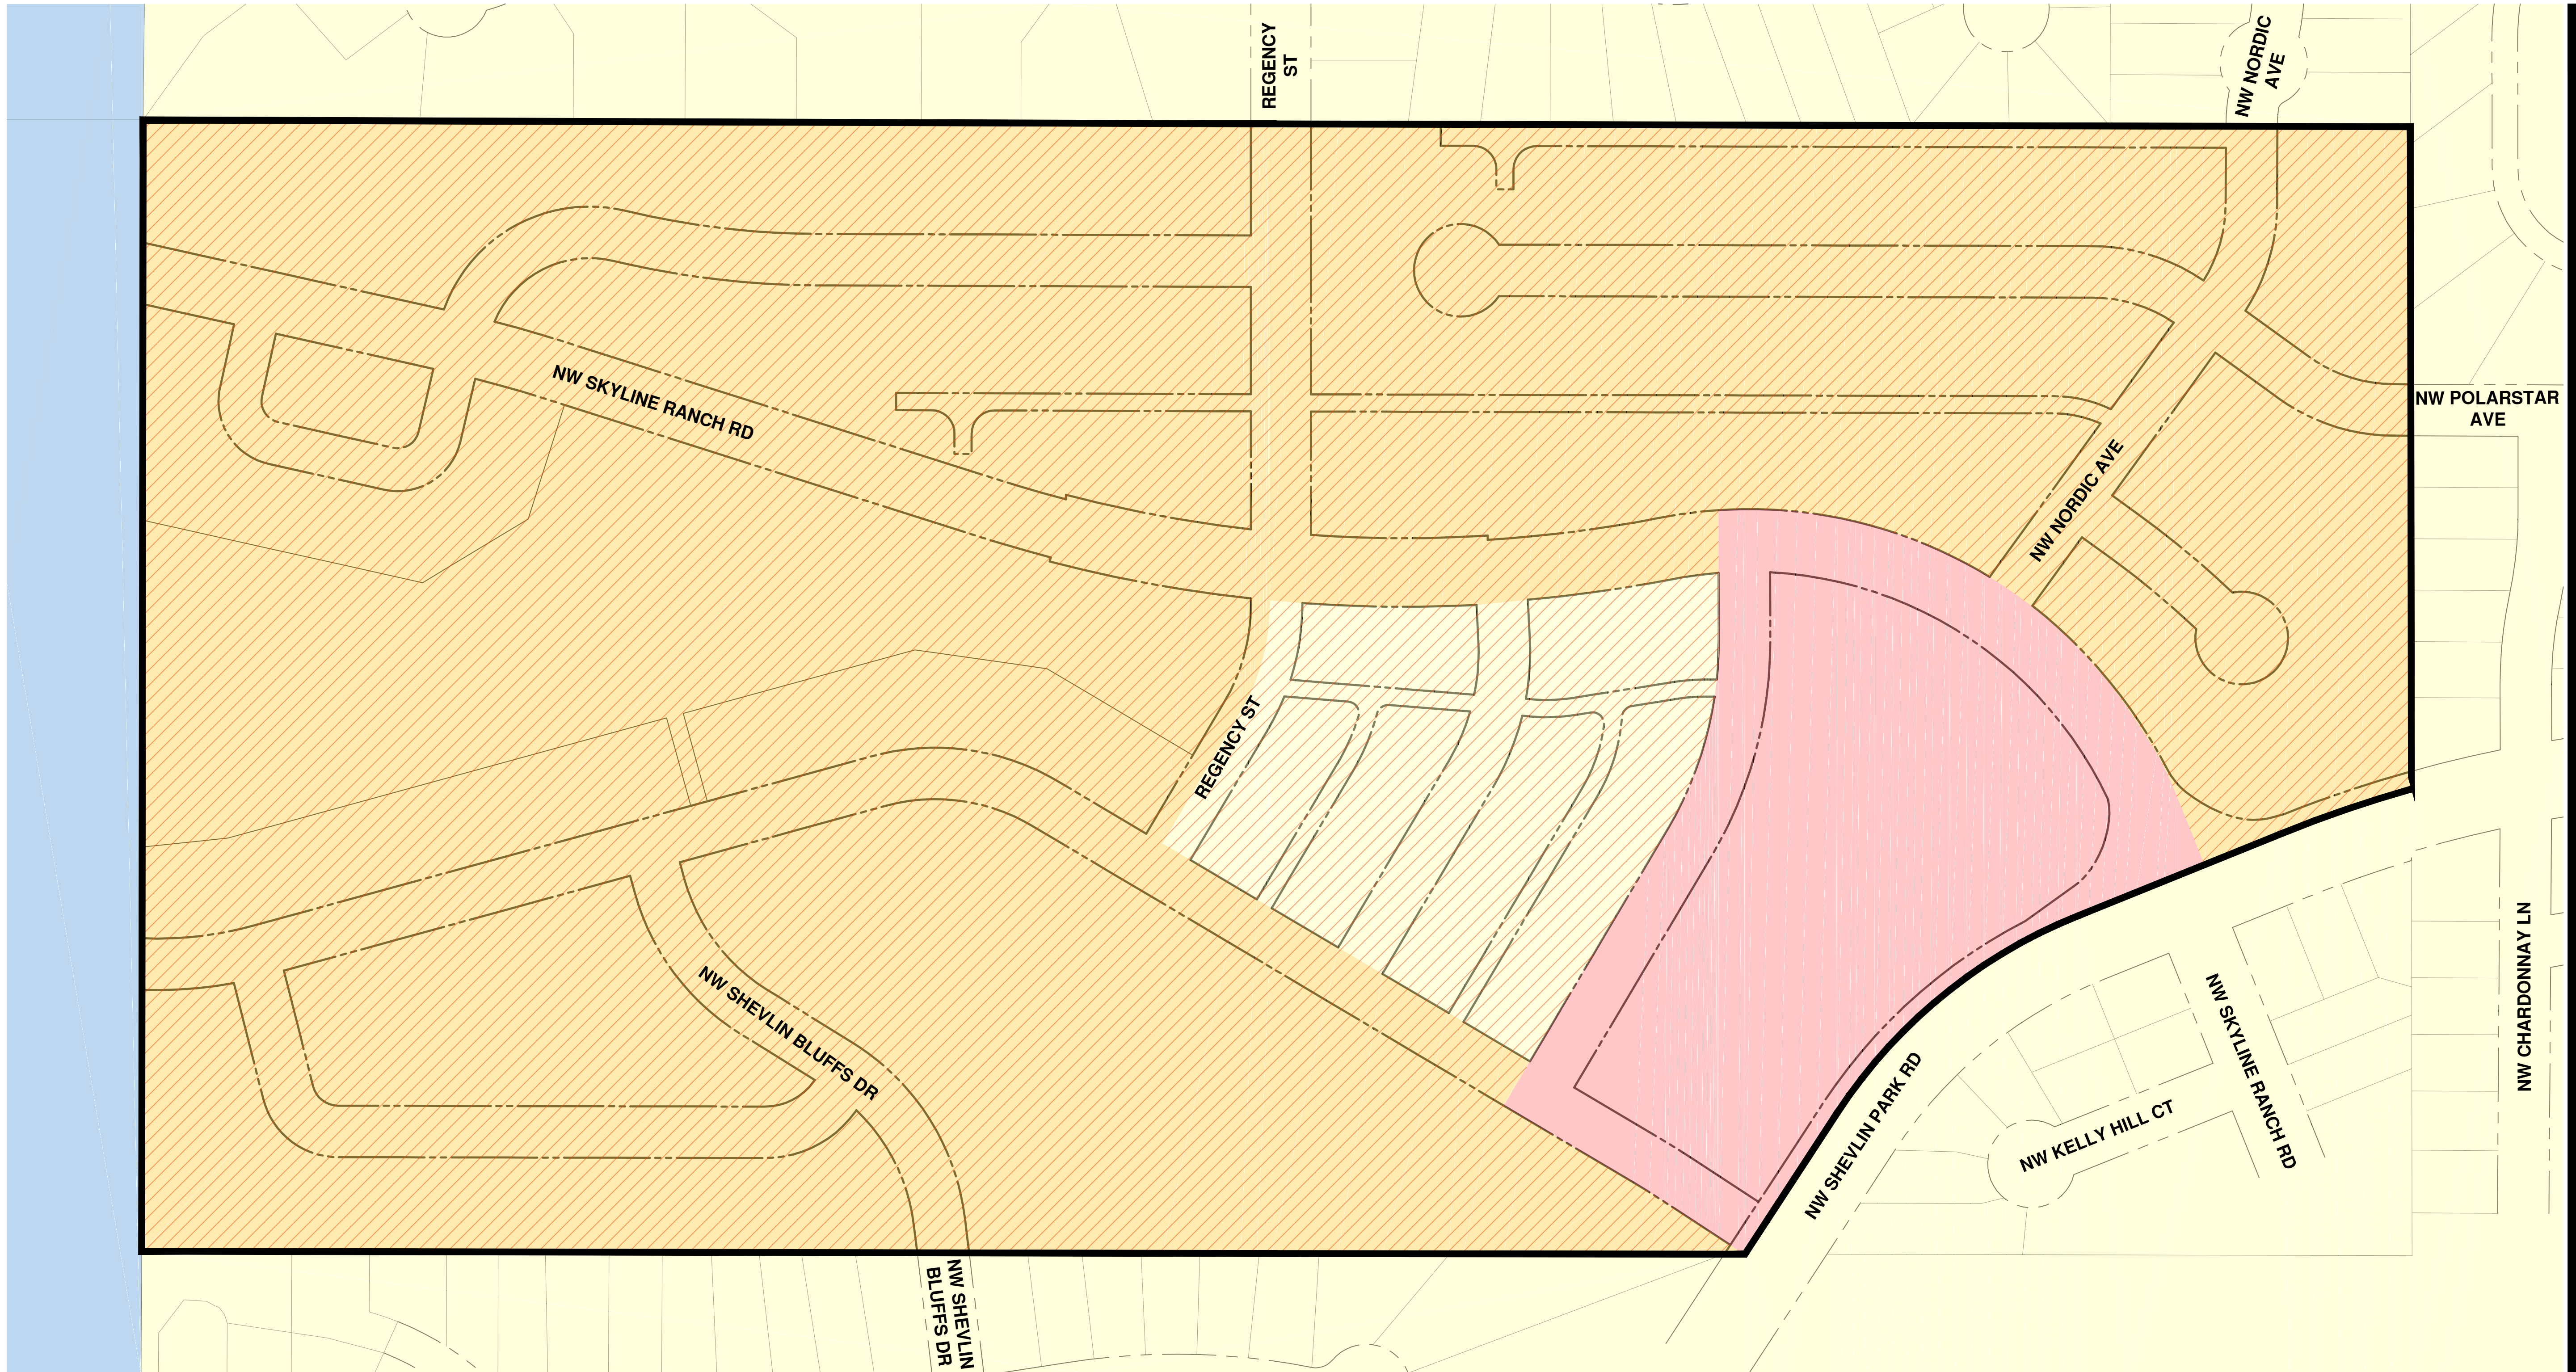 REGENCY
ST
NW NORDIC
AVE
NW POLARSTAR
AVE
NW SKYLINE RANCH RD
NW NORDIC AVE
REGENCY ST
NW SHEVLIN BLUFFS DR
NW CHARDONNAY LN
NW SKYLINE RANCH RD
NW SHEVLIN PARK RD
NW KELLY HILL CT
NW SHEVLIN
BLUFFS DR